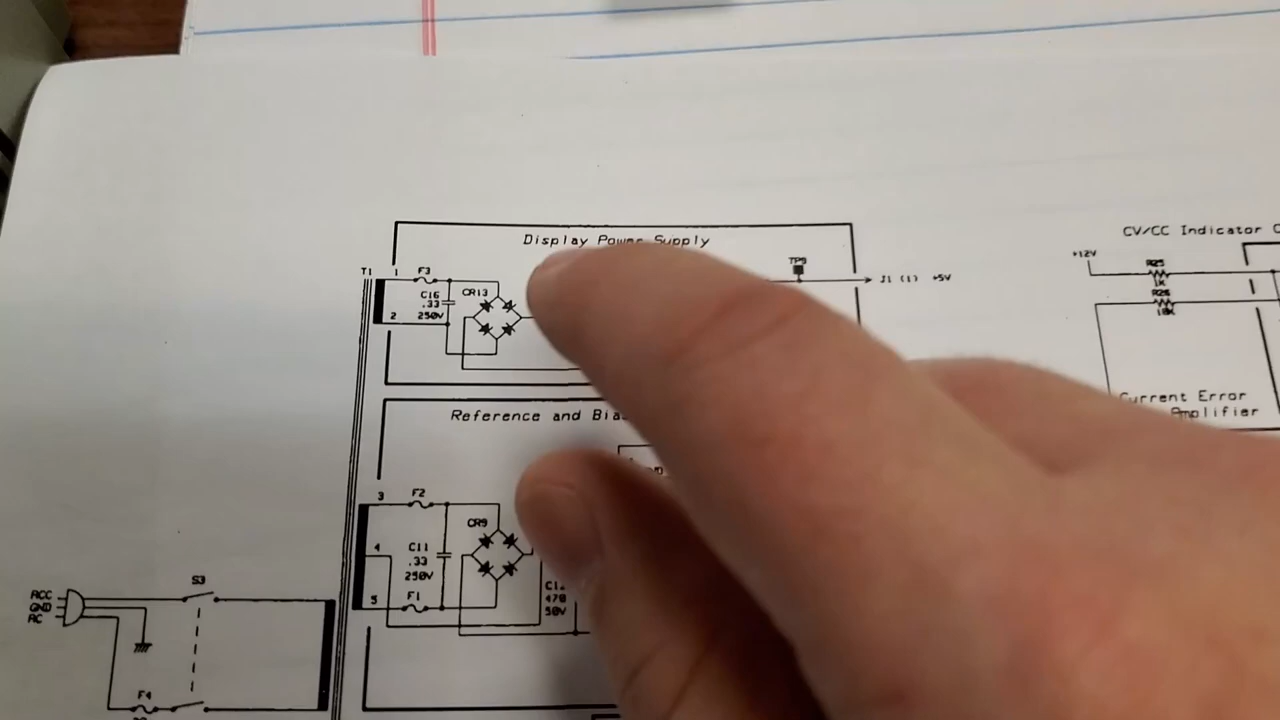 Display Power Supply
CV/CC Indicator
+12V
R25
1K
R26
10K
TP9
J1 (1) +5V
T1
1
F3
C16
.33
250V
CR13
2
Current Error
Amplifier
Reference and
3
F2
CR9
4
C11
.33
250V
5
F1
470
50V
S3
ACC
GND
AC
F4